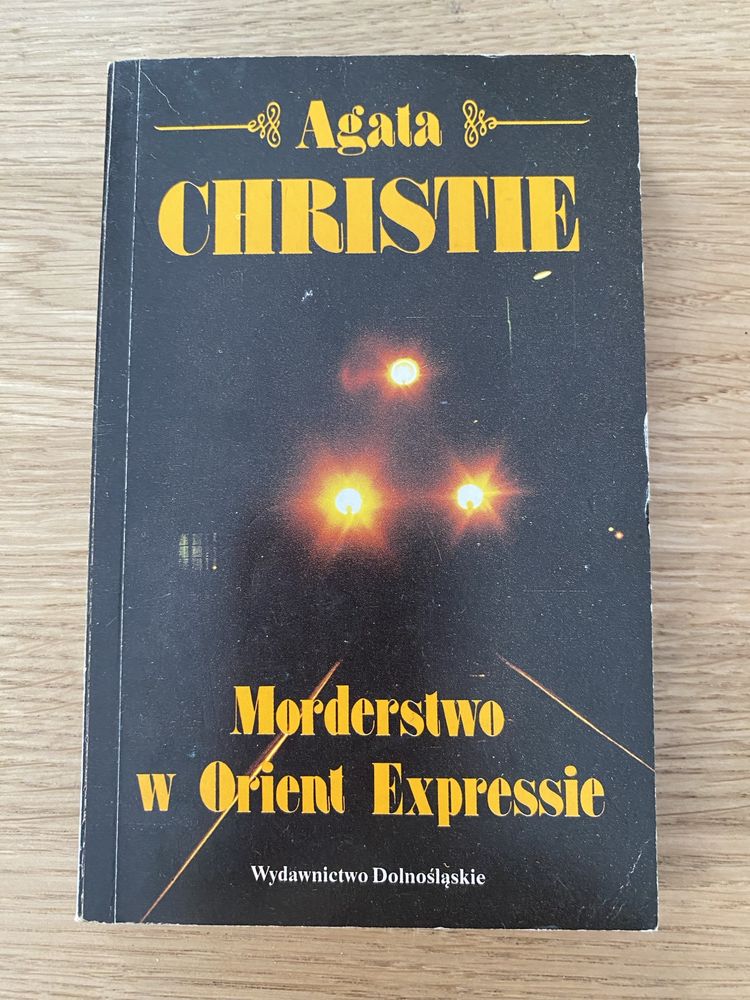 Agata
CHRISTIE
Morderstwo
w Orient Expressie
Wydawnictwo Dolnośląskie